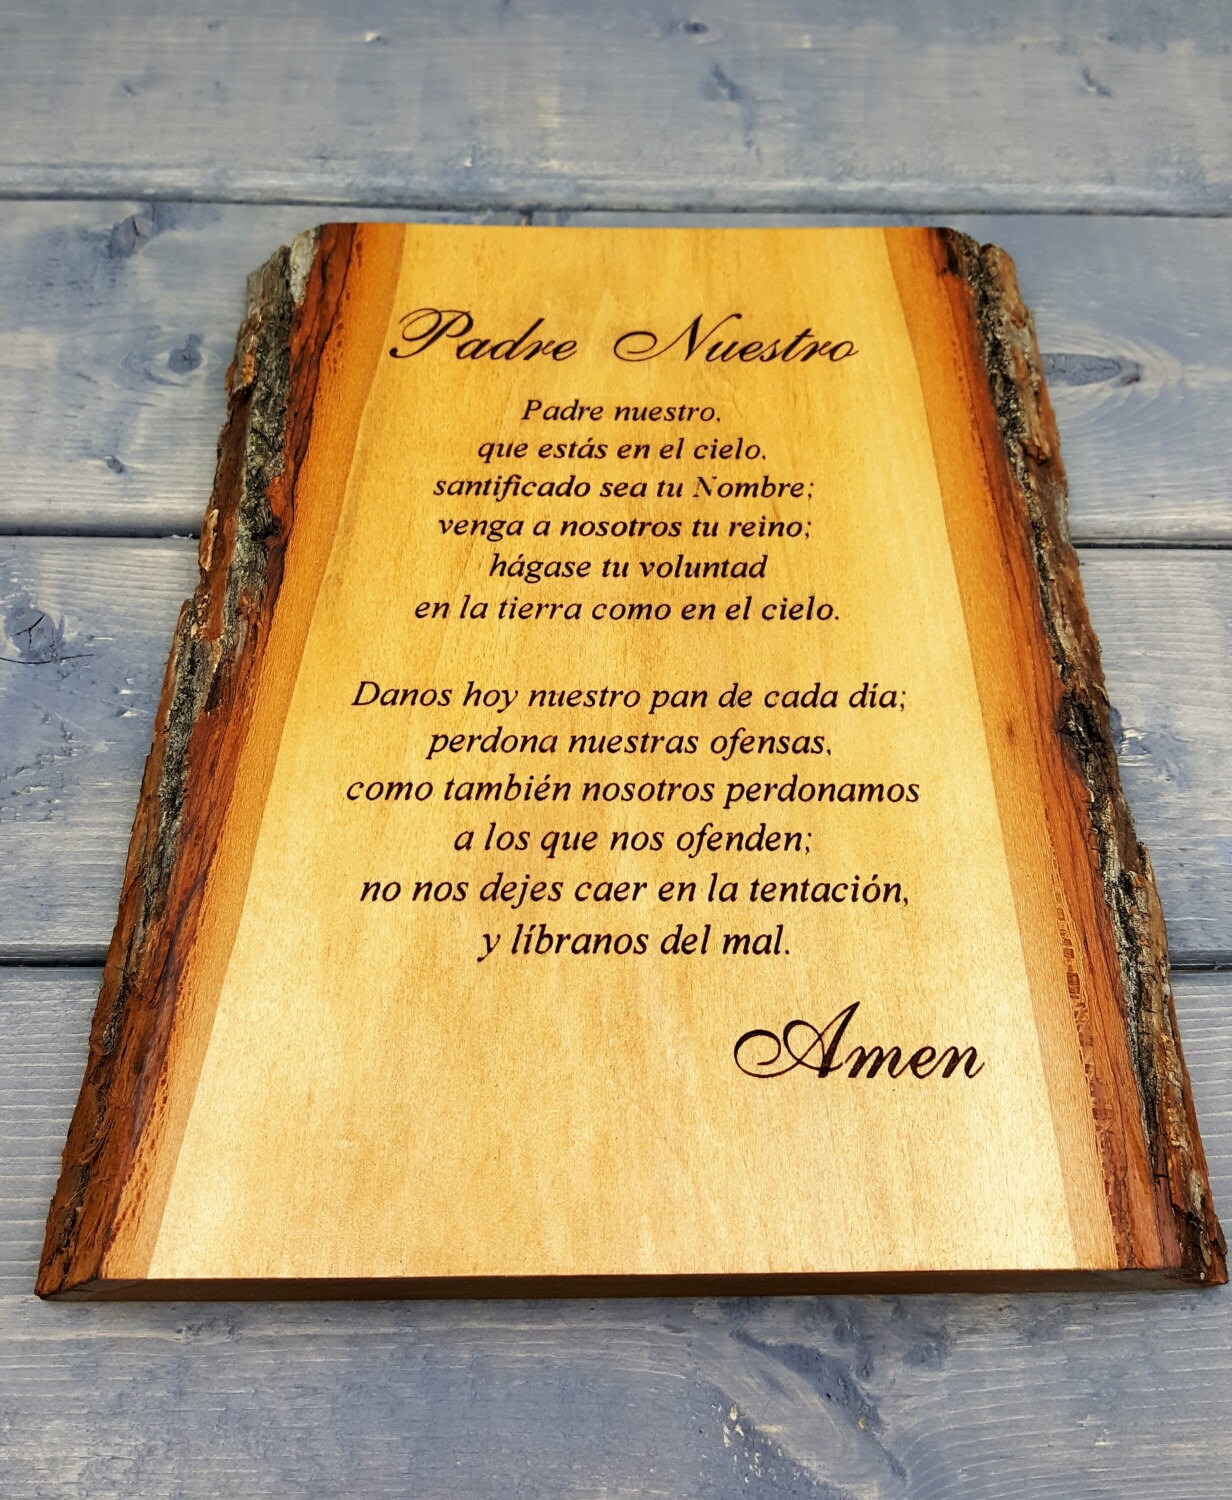 Padre Nuestro
Padre nuestro,
que estás en el cielo,
santificado sea tu Nombre;
venga a nosotros tu reino;
hágase tu voluntad
en la tierra como en el cielo.
Danos hoy nuestro pan de cada día;
perdona nuestras ofensas,
como también nosotros perdonamos
a los que nos ofenden;
no nos dejes caer en la tentación,
y líbranos del mal.
Amen